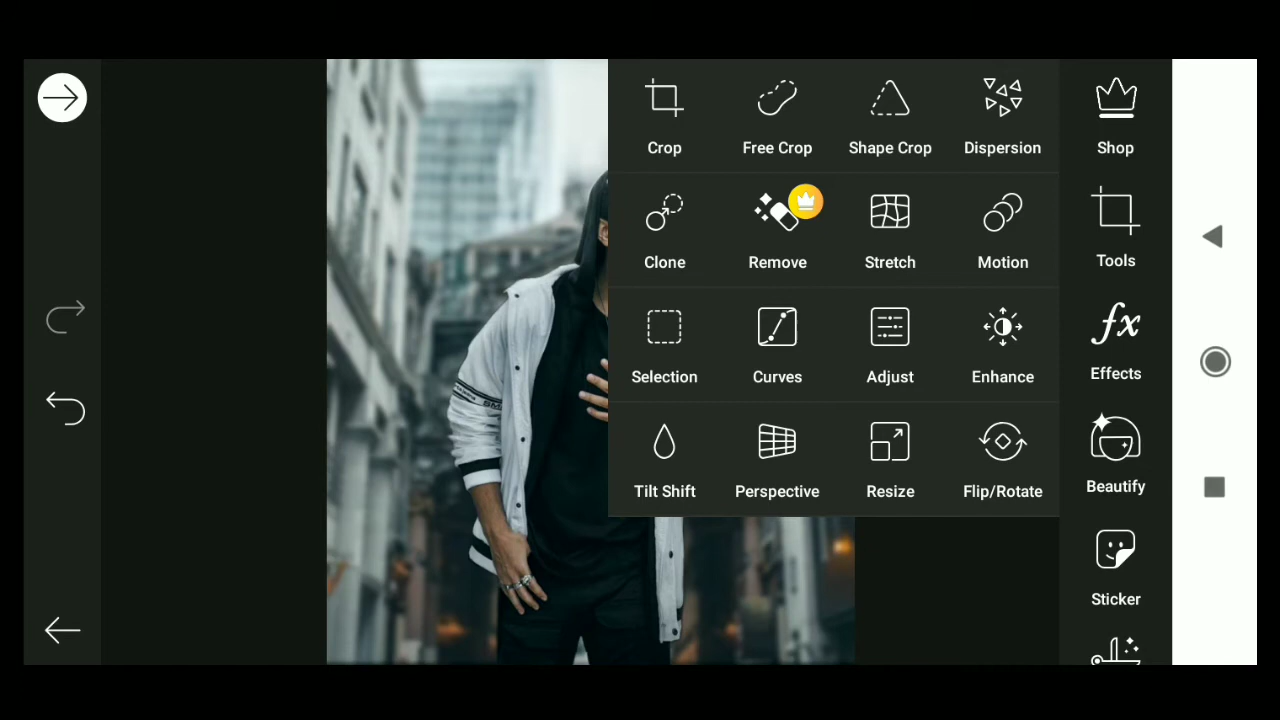 Crop
Free Crop
Shape Crop
Dispersion
Shop
Clone
Remove
Stretch
Motion
Tools
Selection
Curves
Adjust
Enhance
Effects
Tilt Shift
Perspective
Resize
Flip/Rotate
Beautify
Sticker